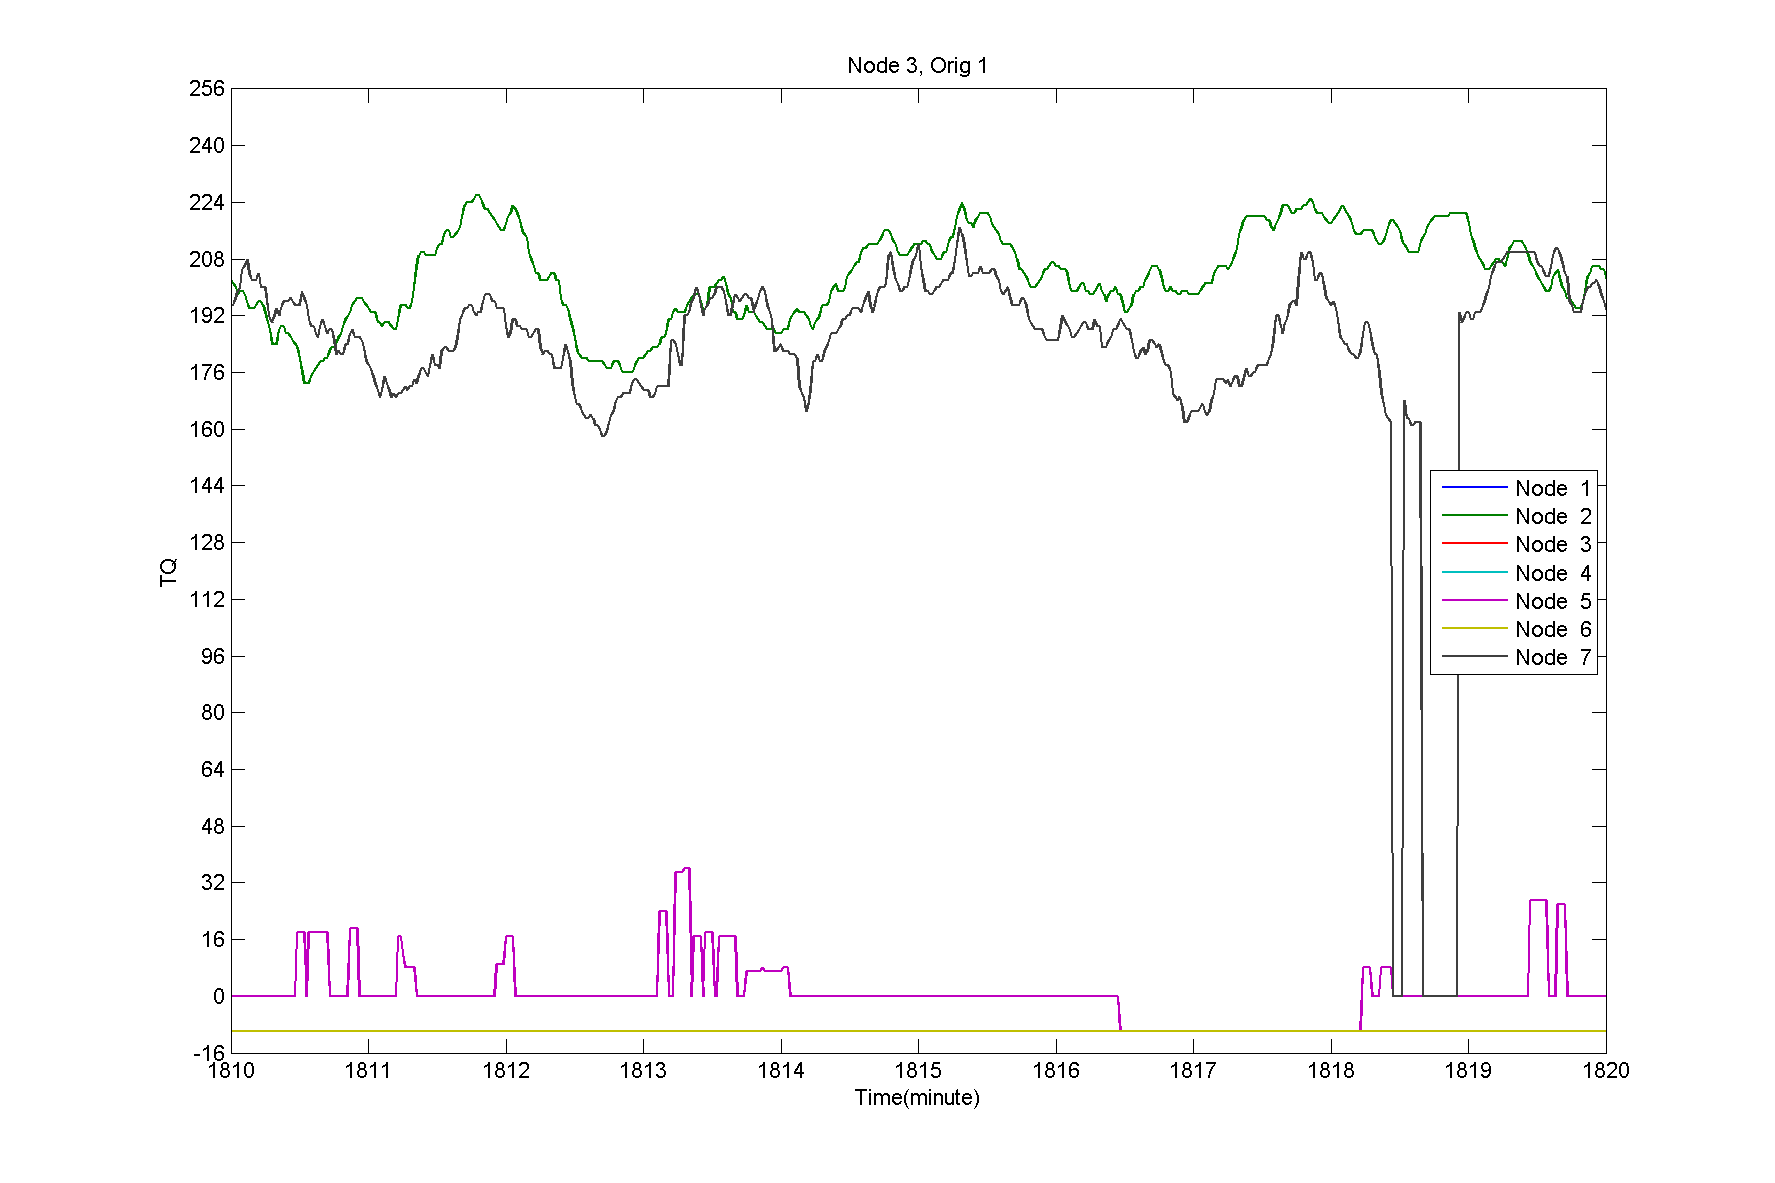 Node 3, Orig 1
256
240
224
208
192
176
160
144
128
112
96
80
64
48
32
16
0
-16
TQ
Node 1
Node 2
Node 3
Node 4
Node 5
Node 6
Node 7
1810 1811 1812 1813 1814 1815 1816 1817 1818 1819 1820
Time(minute)